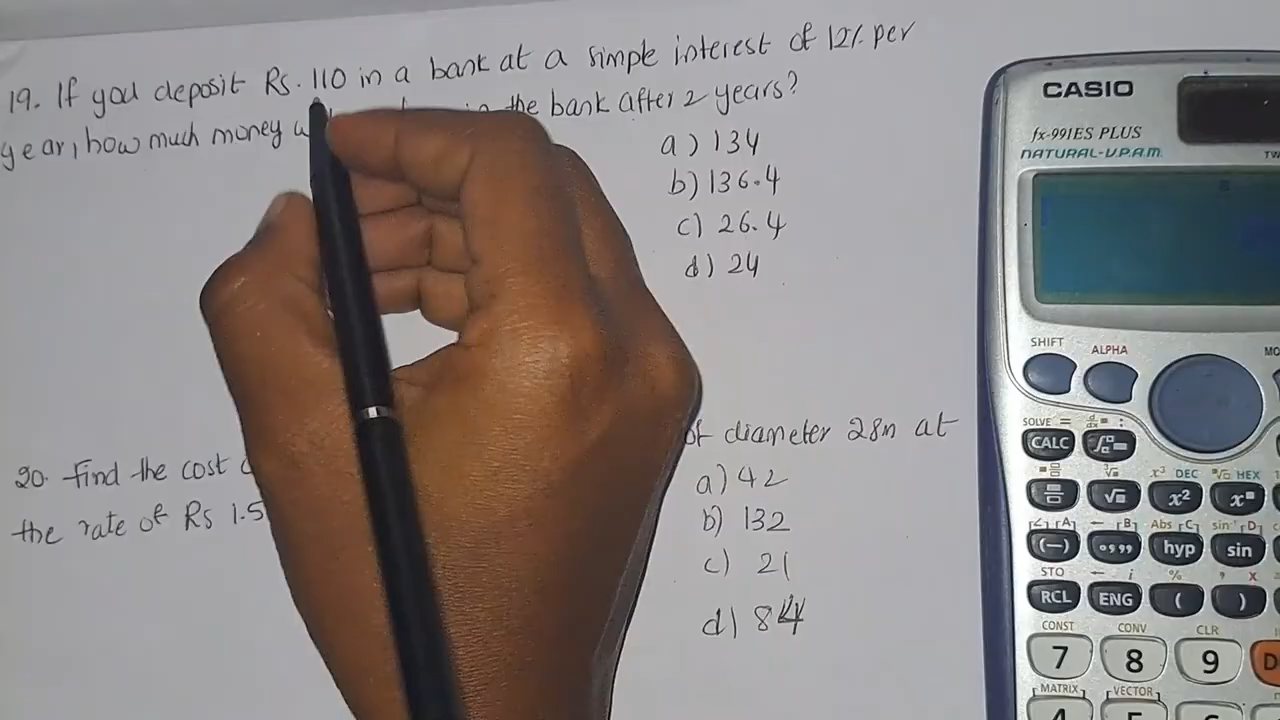 19. If you deposit Rs. 110 in a bank at a simple interest of 12% per
year, how much money in the bank after 2 years?
a) 134
b) 136.4
c) 26.4
d) 24
20. Find the cost of diameter 28m at
the rate of Rs 1.5
a) 42
b) 132
c) 21
d) 84
CASIO
fx-991ES PLUS
NATURAL-V.P.A.M.
SHIFT
ALPHA
SOLVE =
CALC
x³ DEC
HEX
x²
Abs
hyp
sin
STO
RCL
ENG
(
)
CONST
CONV
CLR
7
8
9
MATRIX
VECTOR